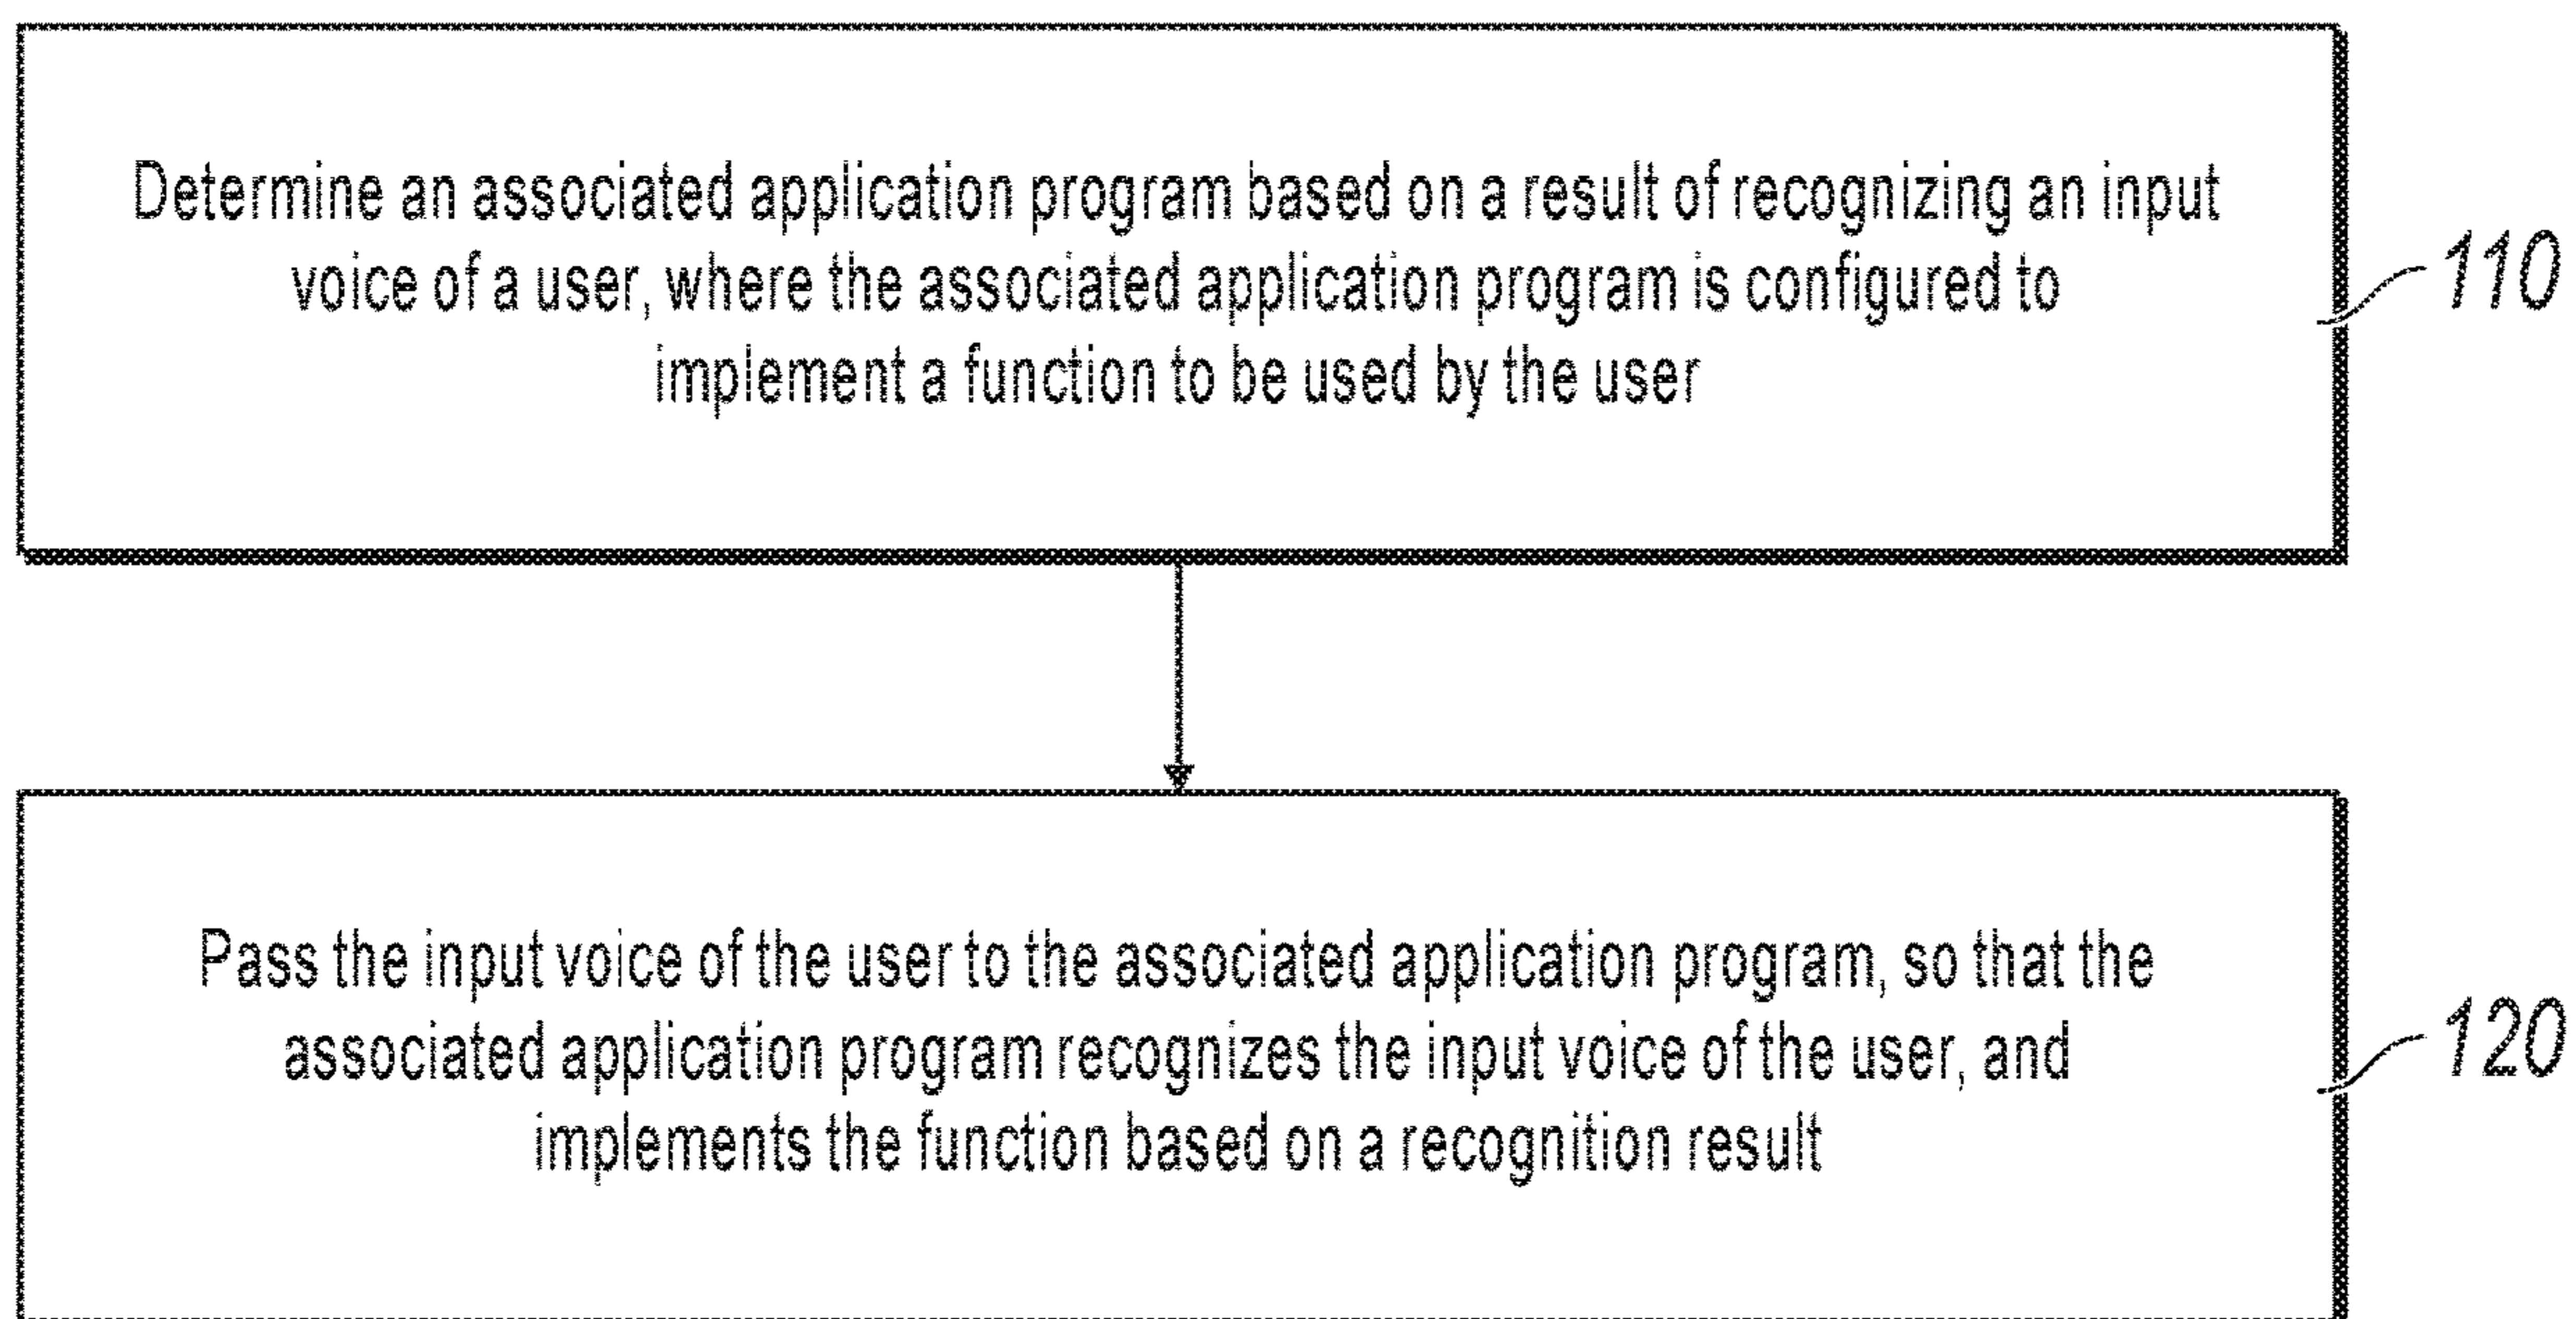 Determine an associated application program based on a result of recognizing an input
voice of a user, where the associated application program is configured to
implement a function to be used by the user
110
Pass the input voice of the user to the associated application program, so that the
associated application program recognizes the input voice of the user, and
implements the function based on a recognition result
120